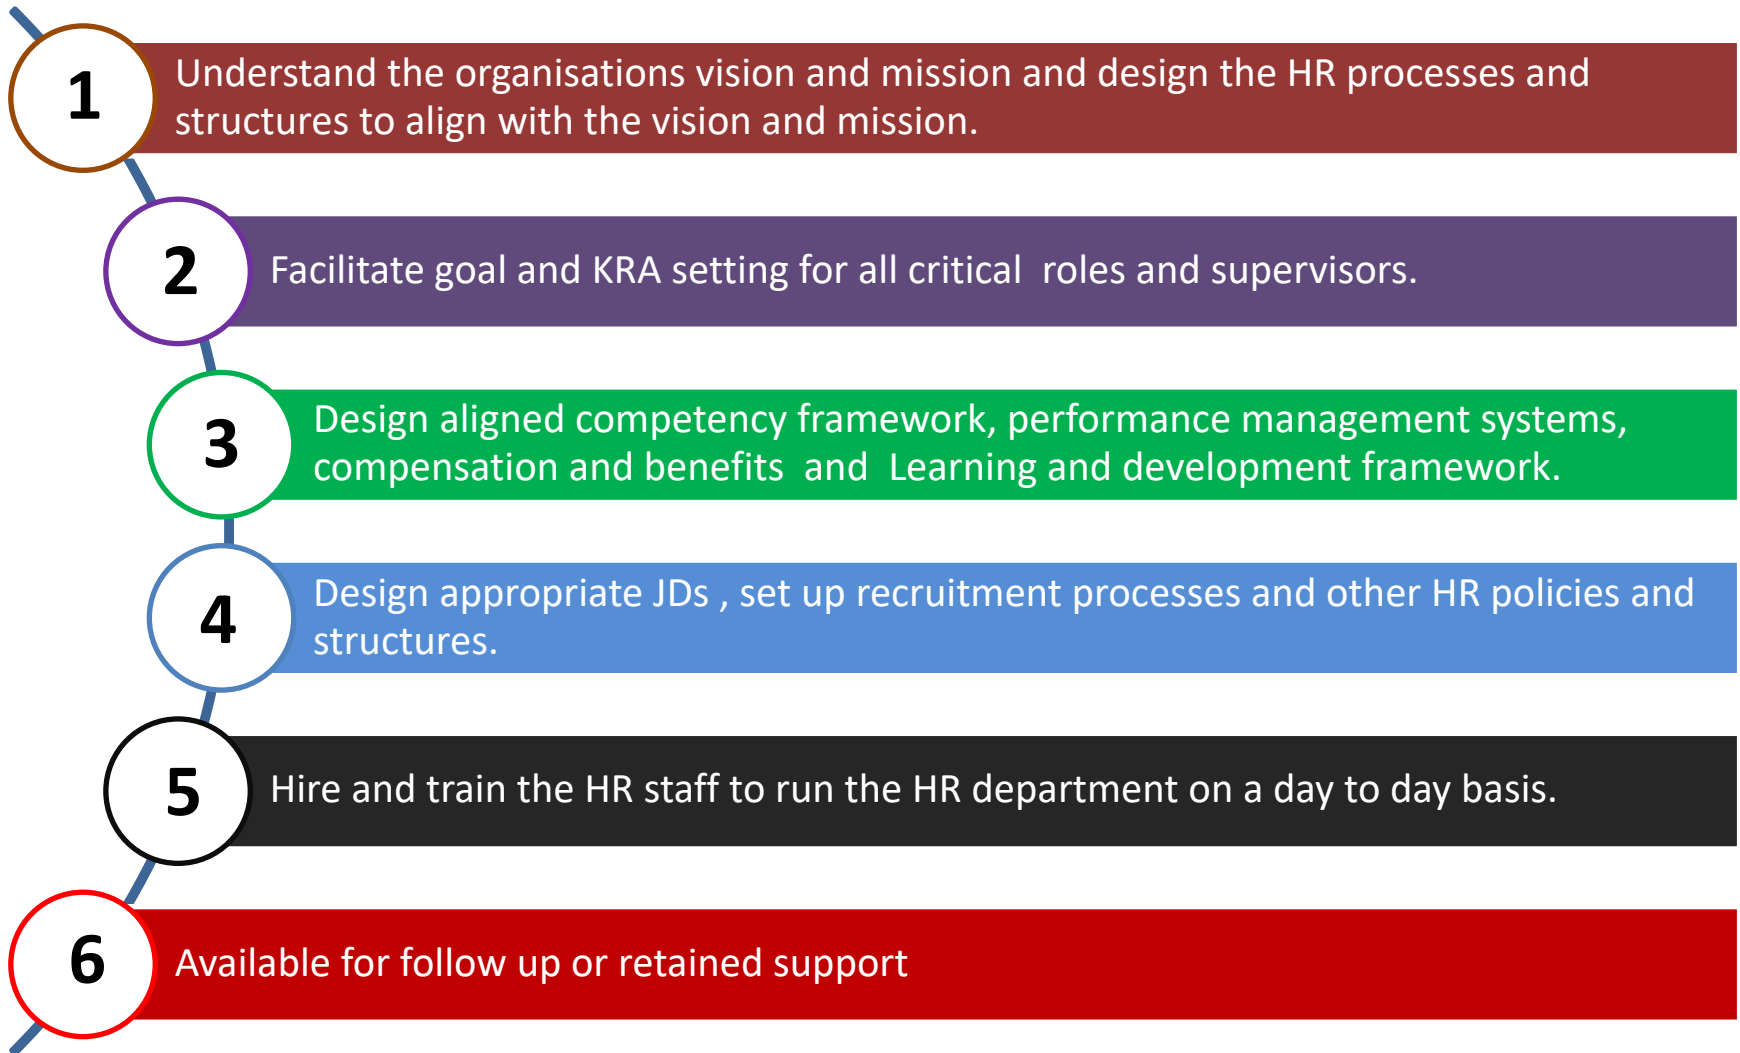 1
Understand the organisations vision and mission and design the HR processes and
structures to align with the vision and mission.
2
Facilitate goal and KRA setting for all critical  roles and supervisors.
3
Design aligned competency framework, performance management systems,
compensation and benefits  and  Learning and development framework.
4
Design appropriate JDs , set up recruitment processes and other HR policies and
structures.
5
Hire and train the HR staff to run the HR department on a day to day basis.
6
Available for follow up or retained support